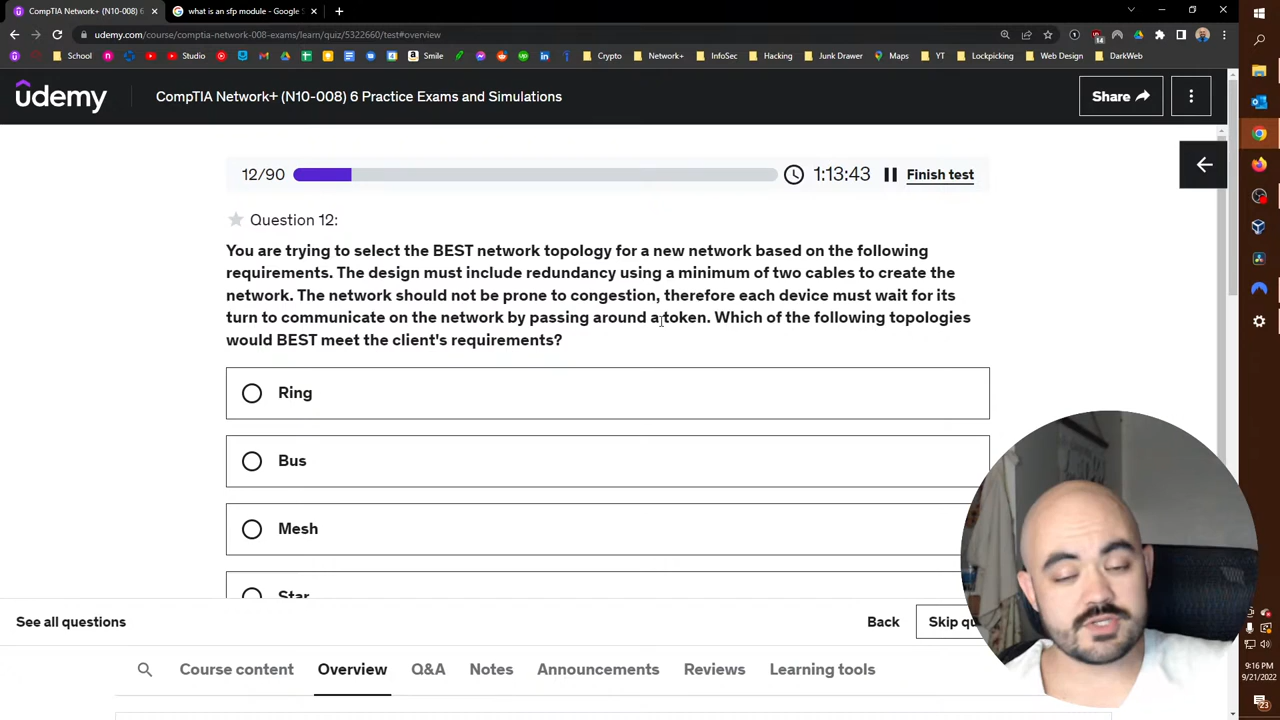 CompTIA Network+ (N10-008) 6 P
what is an sfp module - Google S
udemy.com/course/comptia-network-008-exams/learn/quiz/5322660/test#overview
School
Studio
Smile
Crypto
Network+
InfoSec
Hacking
Junk Drawer
Maps
YT
Lockpicking
Web Design
DarkWeb
ûdemy
CompTIA Network+ (N10-008) 6 Practice Exams and Simulations
Share
12/90
1:13:43
Finish test
Question 12:
You are trying to select the BEST network topology for a new network based on the following
requirements. The design must include redundancy using a minimum of two cables to create the
network. The network should not be prone to congestion, therefore each device must wait for its
turn to communicate on the network by passing around a token. Which of the following topologies
would BEST meet the client's requirements?
Ring
Bus
Mesh
Star
See all questions
Back
Skip qu
Course content
Overview
Q&A
Notes
Announcements
Reviews
Learning tools
9:16 PM
9/21/2022
23